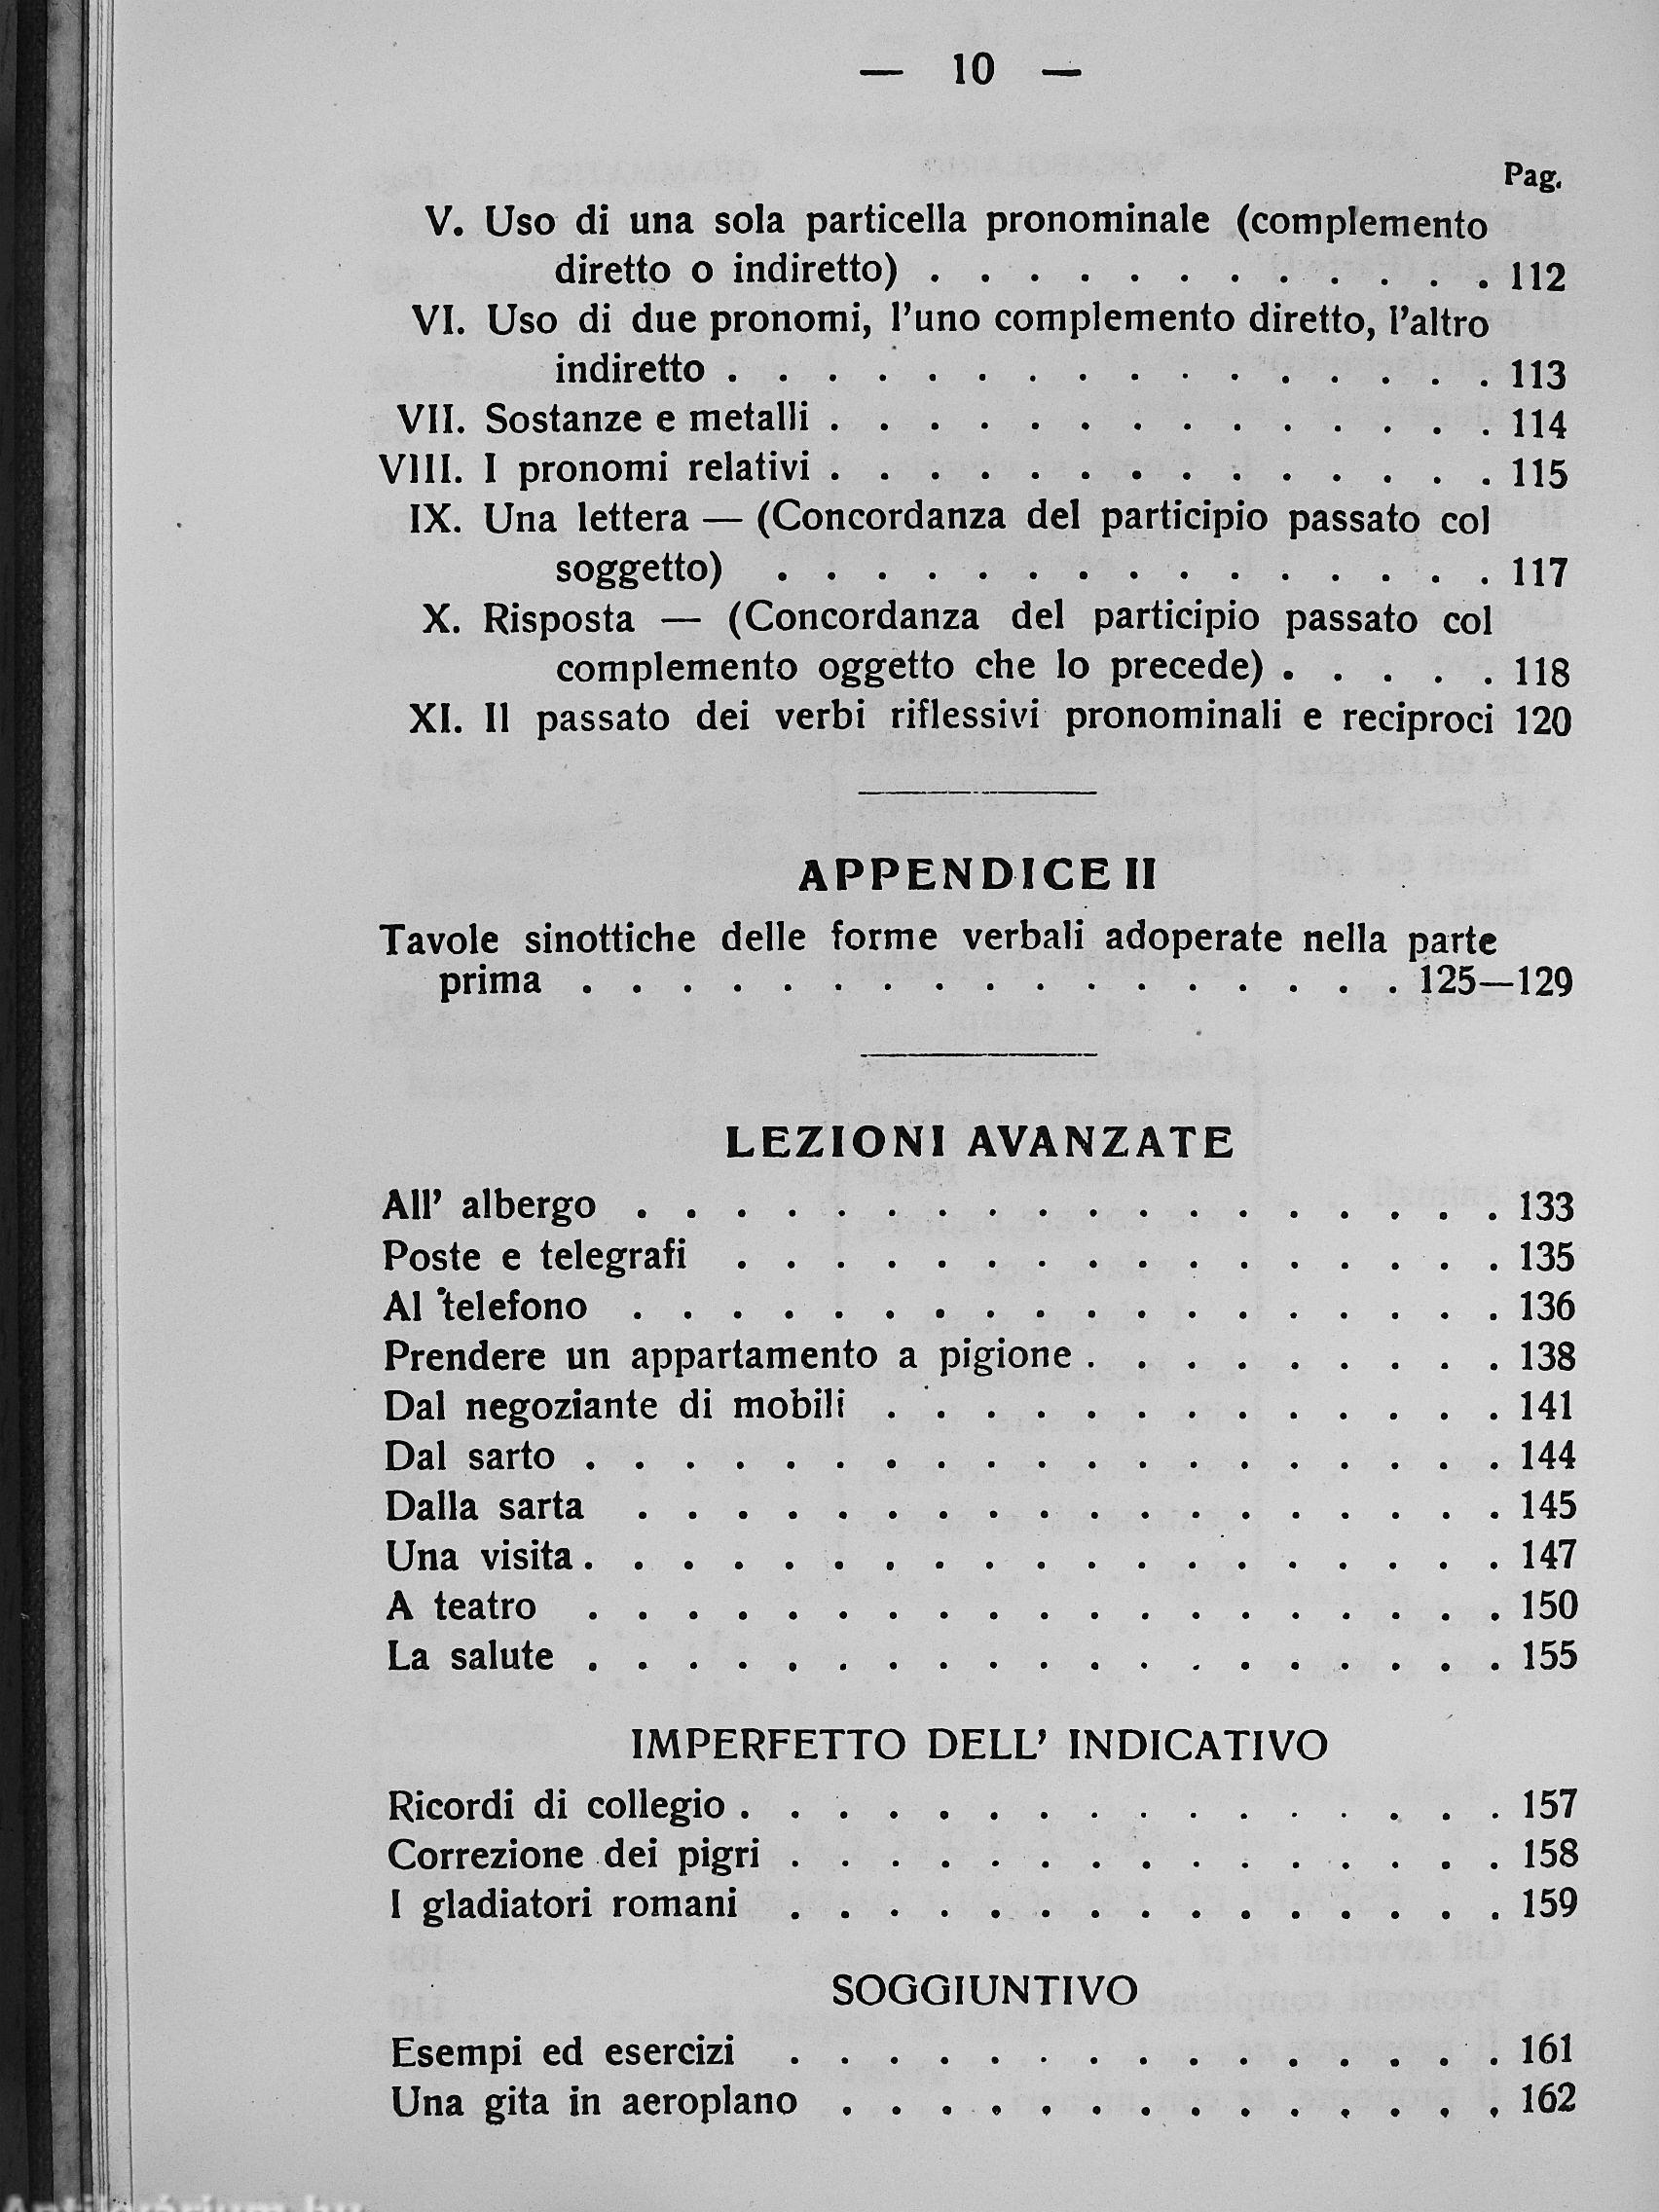 — 10 —
Pag.
V. Uso di una sola particella pronominale (complemento
diretto o indiretto) . . . . . . . . . . . . 112
VI. Uso di due pronomi, l'uno complemento diretto, l'altro
indiretto . . . . . . . . . . . . . . . . 113
VII. Sostanze e metalli . . . . . . . . . . . . . . 114
VIII. I pronomi relativi . . . . . . . . . . . . . . 115
IX. Una lettera — (Concordanza del participio passato col
soggetto) . . . . . . . . . . . . . . . 117
X. Risposta — (Concordanza del participio passato col
complemento oggetto che lo precede) . . . . . 118
XI. Il passato dei verbi riflessivi pronominali e reciproci 120
APPENDICE II
Tavole sinottiche delle forme verbali adoperate nella parte
prima . . . . . . . . . . . . . . . . . 125—129
LEZIONI AVANZATE
All' albergo . . . . . . . . . . . . . . . . . . 133
Poste e telegrafi . . . . . . . . . . . . . . . . 135
Al telefono . . . . . . . . . . . . . . . . . . 136
Prendere un appartamento a pigione . . . . . . . . . 138
Dal negoziante di mobili . . . . . . . . . . . . . 141
Dal sarto . . . . . . . . . . . . . . . . . . . 144
Dalla sarta . . . . . . . . . . . . . . . . . . 145
Una visita . . . . . . . . . . . . . . . . . . . 147
A teatro . . . . . . . . . . . . . . . . . . . 150
La salute . . . . . . . . . . . . . . . . . . . 155
IMPERFETTO DELL' INDICATIVO
Ricordi di collegio . . . . . . . . . . . . . . . . 157
Correzione dei pigri . . . . . . . . . . . . . . . 158
I gladiatori romani . . . . . . . . . . . . . . . 159
SOGGIUNTIVO
Esempi ed esercizi . . . . . . . . . . . . . . . 161
Una gita in aeroplano . . . . . . . . . . . . . . 162